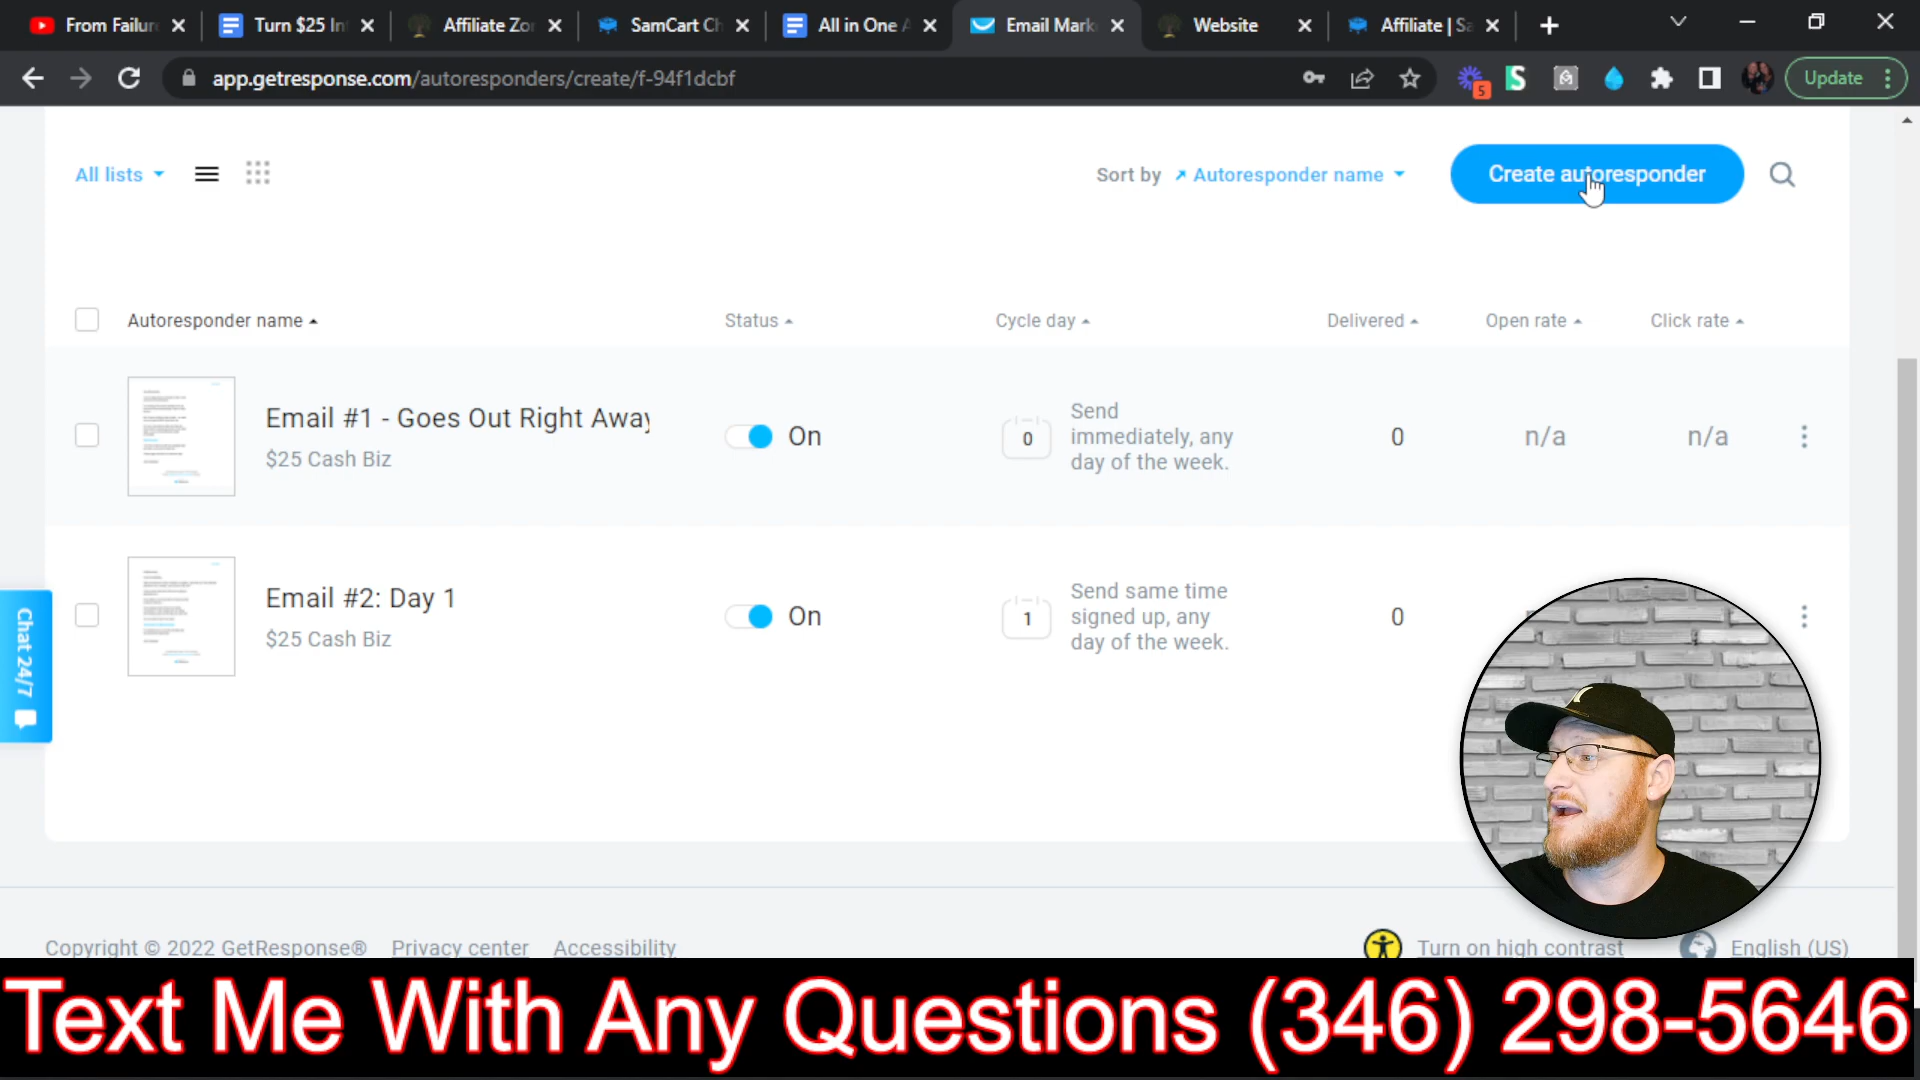 From Failur
Turn $25 In
Affiliate Zo
SamCart Ch
All in One A
Email Mark
Website
Affiliate | Sa
app.getresponse.com/autoresponders/create/f-94f1dcbf
5
Update
All lists
Sort by Autoresponder name
Create autoresponder
Autoresponder name
Status
Cycle day
Delivered
Open rate
Click rate
Email #1 - Goes Out Right Away
$25 Cash Biz
On
0
Send
immediately, any
day of the week.
0
n/a
n/a
Email #2: Day 1
$25 Cash Biz
On
1
Send same time
signed up, any
day of the week.
0
Chat 24/7
Copyright © 2022 GetResponse®
Privacy center
Accessibility
Turn on high contrast
English (US)
Text Me With Any Questions (346) 298-5646